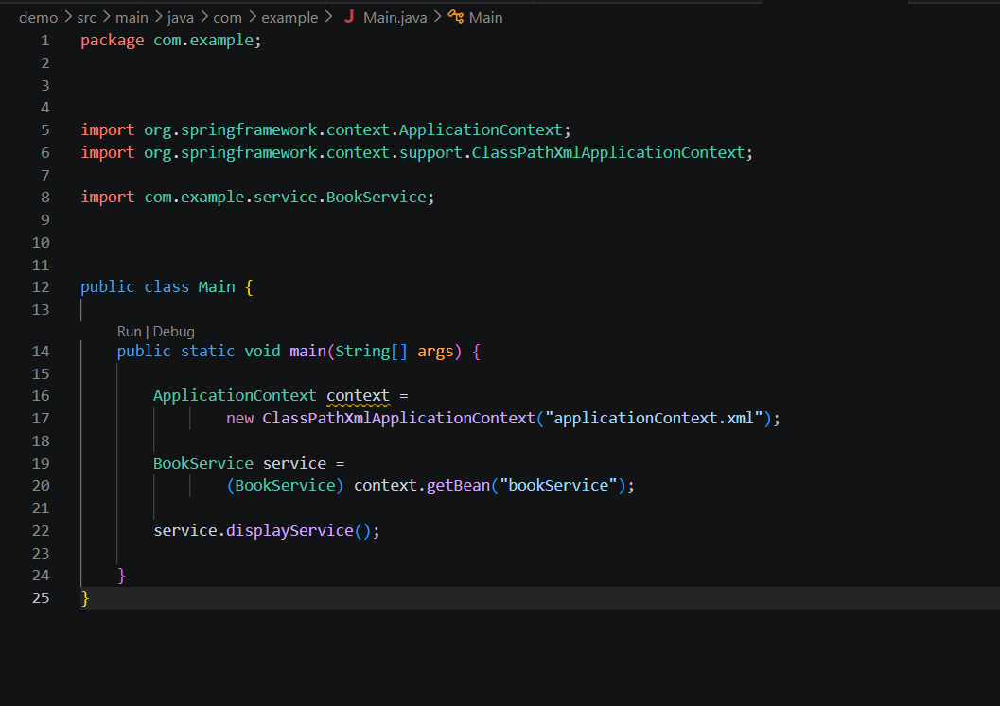 demo > src > main > java > com > example > J Main.java > Main
1 package com.example;
2
3
4
5 import org.springframework.context.ApplicationContext;
6 import org.springframework.context.support.ClassPathXmlApplicationContext;
7
8 import com.example.service.BookService;
9
10
11
12 public class Main {
13
Run | Debug
14 public static void main(String[] args) {
15
16 ApplicationContext context =
17 new ClassPathXmlApplicationContext("applicationContext.xml");
18
19 BookService service =
20 (BookService) context.getBean("bookService");
21
22 service.displayService();
23
24 }
25 }